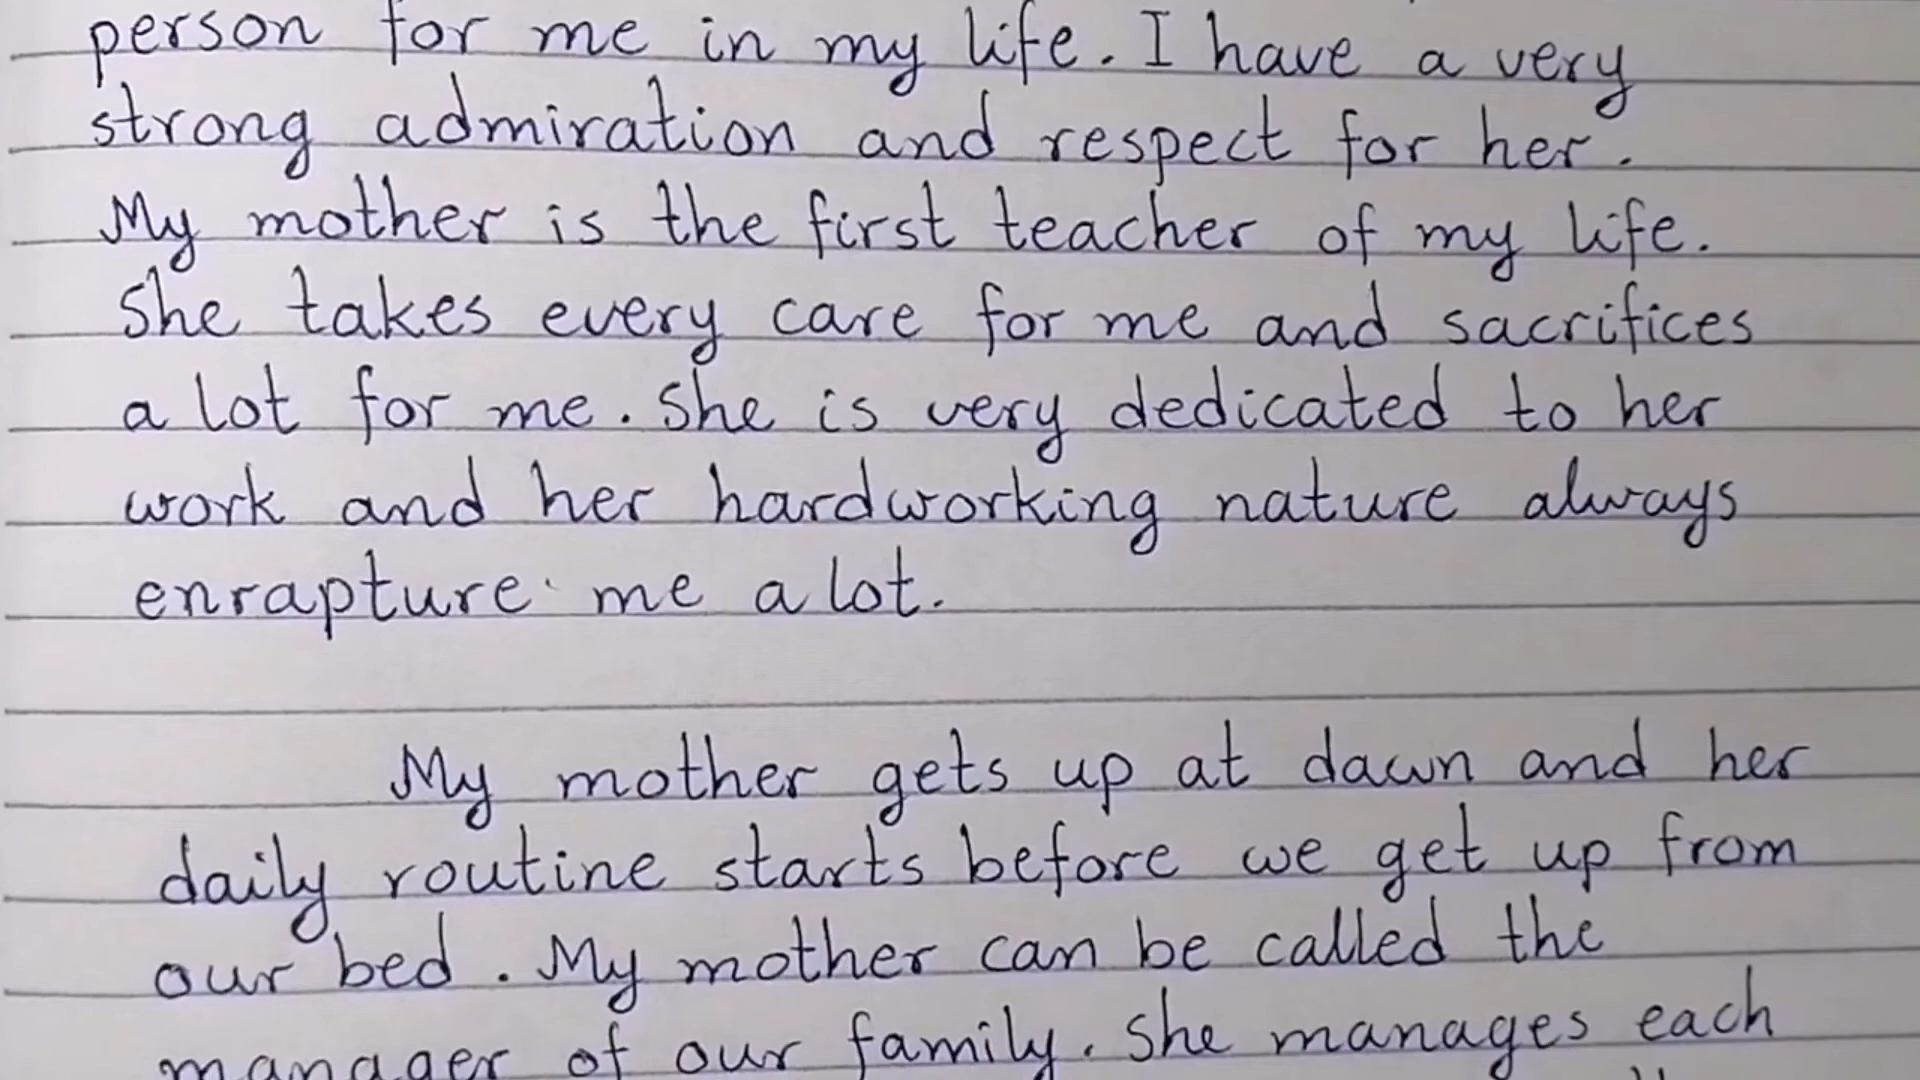 person for me in my life. I have a very
strong admiration and respect for her.
My mother is the first teacher of my life.
She takes every care for me and sacrifices
a lot for me. She is very dedicated to her
work and her hardworking nature always
enrapture me a lot.
My mother gets up at dawn and her
daily routine starts before we get up from
our bed. My mother can be called the
manager of our family. She manages each